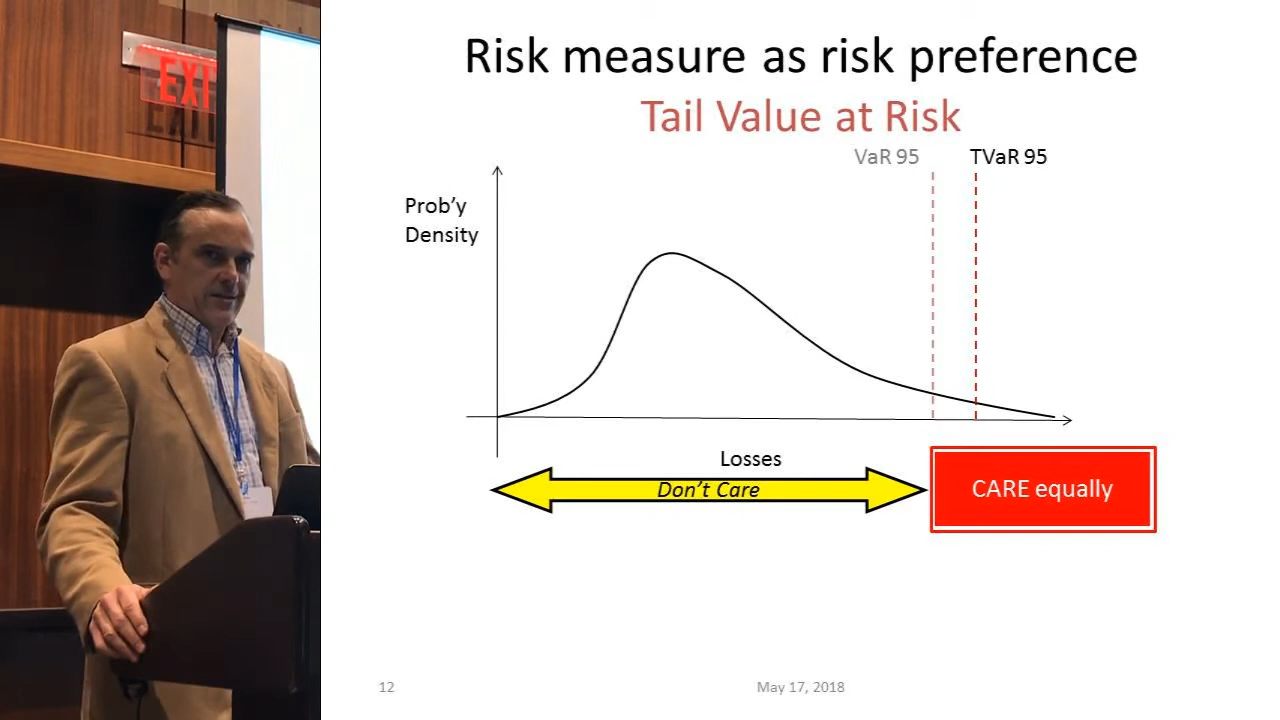 EXI
Risk measure as risk preference
Tail Value at Risk
VaR 95
TVaR 95
Prob’y
Density
Losses
Don’t Care
CARE equally
12
May 17, 2018